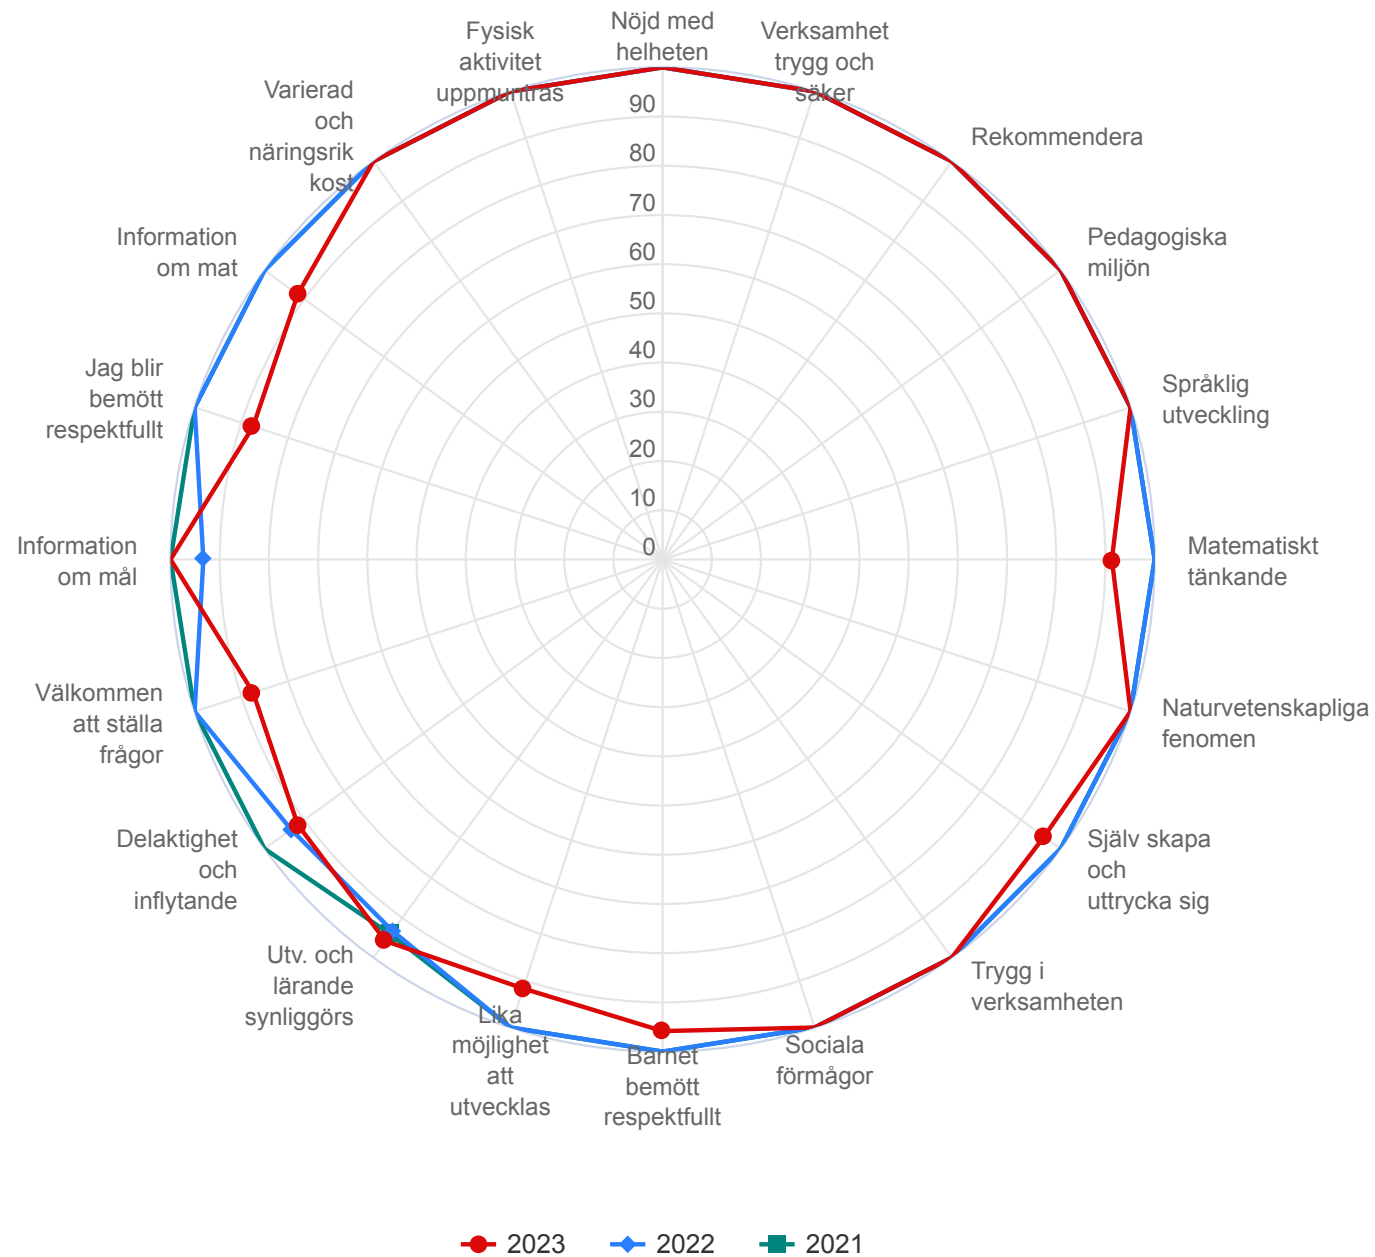 Nöjd med
helheten
Verksamhet
trygg och
säker
Rekommendera
Pedagogiska
miljön
Språklig
utveckling
Matematiskt
tänkande
Naturvetenskapliga
fenomen
Själv skapa
och
uttrycka sig
Trygg i
verksamheten
Sociala
förmågor
Barnet
bemött
respektfullt
Lika
möjlighet
att
utvecklas
Utv. och
lärande
synliggörs
Delaktighet
och
inflytande
Välkommen
att ställa
frågor
Information
om mål
Jag blir
bemött
respektfullt
Information
om mat
Varierad
och
näringsrik
kost
Fysisk
aktivitet
uppmuntras
90
80
70
60
50
40
30
20
10
0
2023
2022
2021